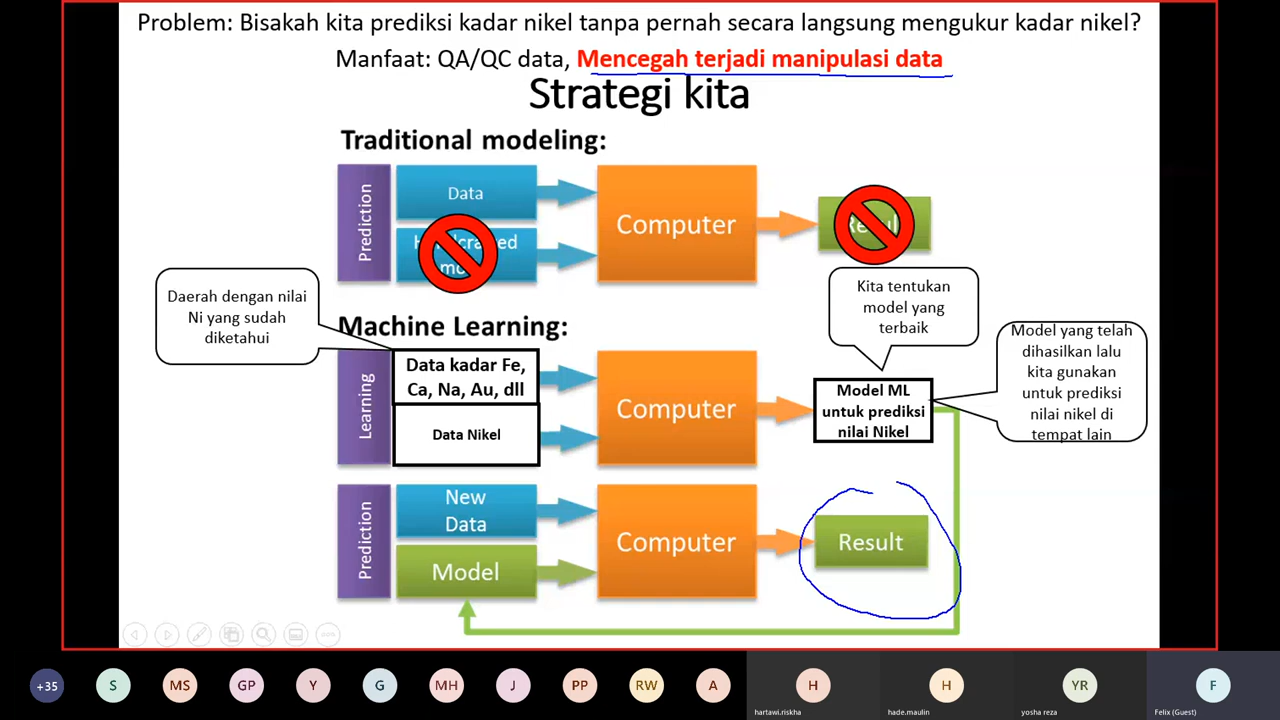 Problem: Bisakah kita prediksi kadar nikel tanpa pernah secara langsung mengukur kadar nikel?
Manfaat: QA/QC data, Mencegah terjadi manipulasi data
Strategi kita
Traditional modeling:
Prediction
Data
Computer
Daerah dengan nilai
Ni yang sudah
diketahui
Kita tentukan
model yang
terbaik
Machine Learning:
Learning
Data kadar Fe,
Ca, Na, Au, dll
Data Nikel
Computer
Model ML
untuk prediksi
nilai Nikel
Model yang telah
dihasilkan lalu
kita gunakan
untuk prediksi
nilai nikel di
tempat lain
Prediction
New
Data
Model
Computer
Result
+35
S
MS
GP
Y
G
MH
J
PP
RW
A
H
H
YR
F
hartawi.riskha
hade.maulin
yosha reza
Felix (Guest)